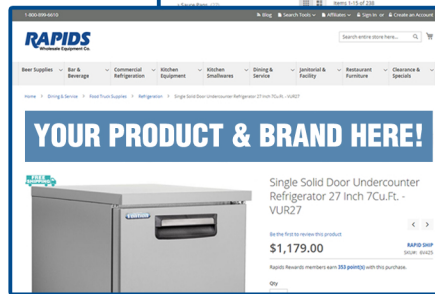 Items 1-15 of 238
1-800-899-6610
Blog Search Tools Affiliates Sign In or Create an Account
RAPIDS
Wholesale Equipment Co.
Search entire store here...
Beer Supplies Bar & Beverage Commercial Refrigeration Kitchen Equipment Kitchen Smallwares Dining & Service Janitorial & Facility Restaurant Furniture Clearance & Specials
Home > Dining & Service > Food Truck Supplies > Refrigeration > Single Solid Door Undercounter Refrigerator 27 Inch 7Cu.Ft. - VUR27
YOUR PRODUCT & BRAND HERE!
FREE SHIPPING
Single Solid Door Undercounter
Refrigerator 27 Inch 7Cu.Ft. -
VUR27
Be the first to review this product
$1,179.00
RAPID SHIP
Rapids Rewards members earn 353 point(s) with this purchase.
Qty